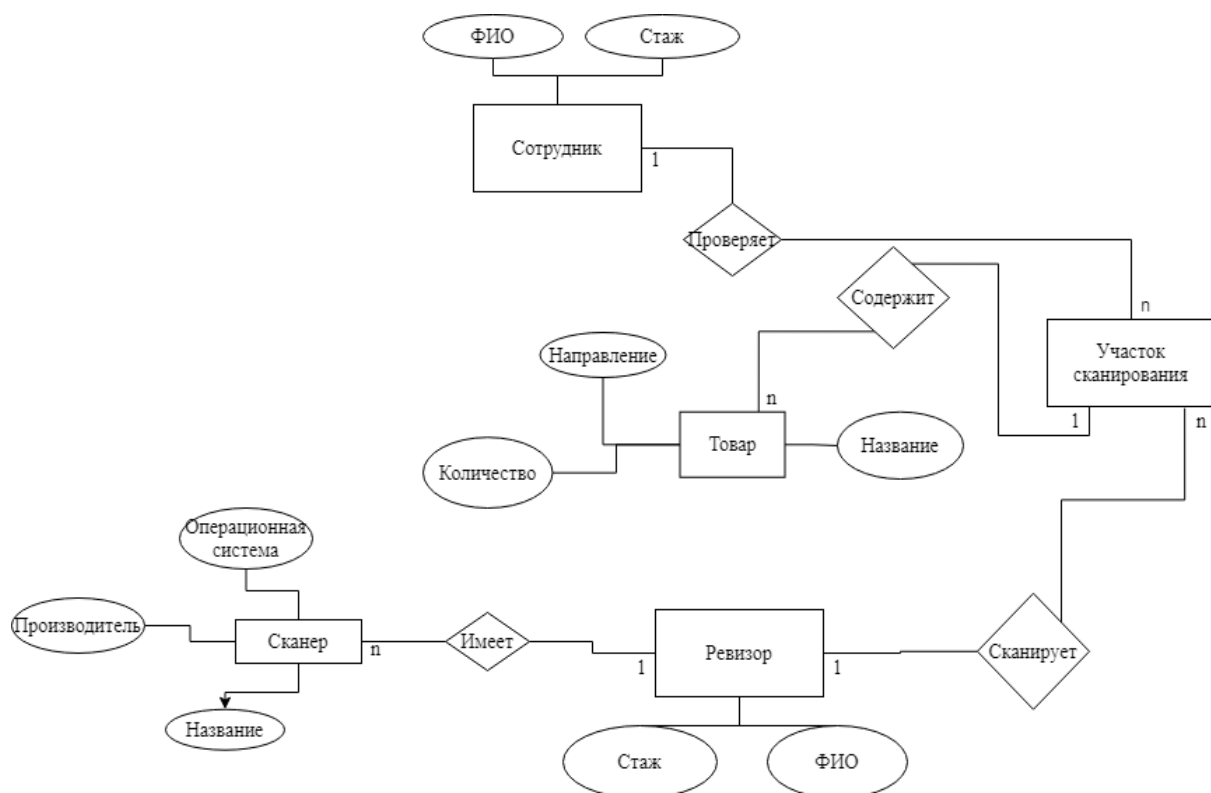 ФИО
Стаж
Сотрудник
1
Проверяет
Содержит
n
Участок
сканирования
Направление
n
1
n
Количество
Товар
Название
Операционная
система
Производитель
Сканер
n
Имеет
1
Ревизор
1
Сканирует
Название
Стаж
ФИО